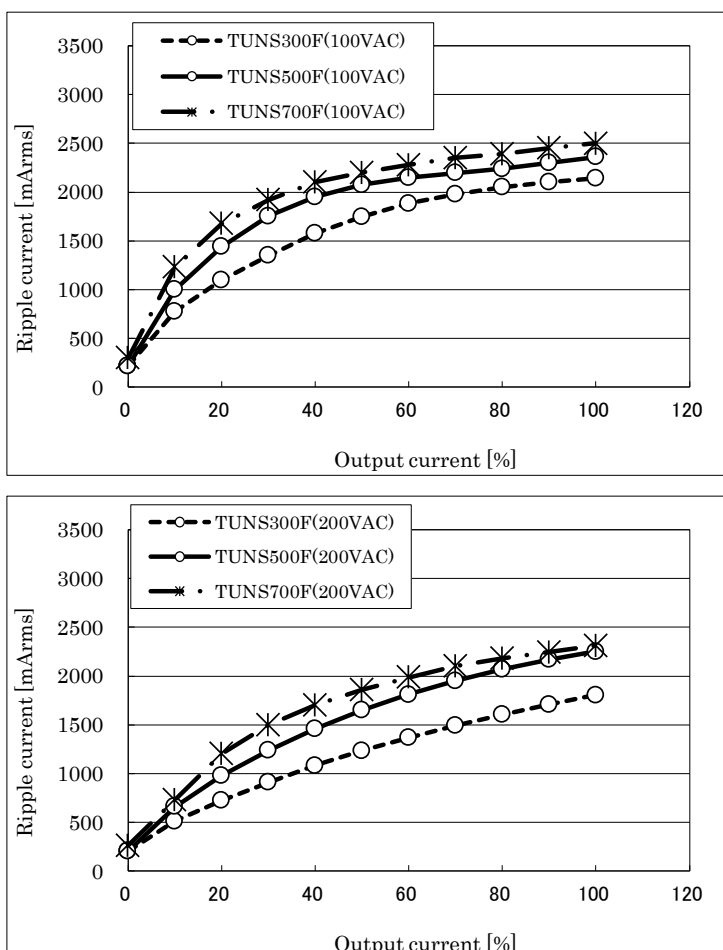 3500
3000
2500
2000
1500
1000
500
0
Ripple current [mArms]
TUNS300F(100VAC)
TUNS500F(100VAC)
TUNS700F(100VAC)
0 20 40 60 80 100 120
Output current [%]
3500
3000
2500
2000
1500
1000
500
0
Ripple current [mArms]
TUNS300F(200VAC)
TUNS500F(200VAC)
TUNS700F(200VAC)
0 20 40 60 80 100 120
Output current [%]